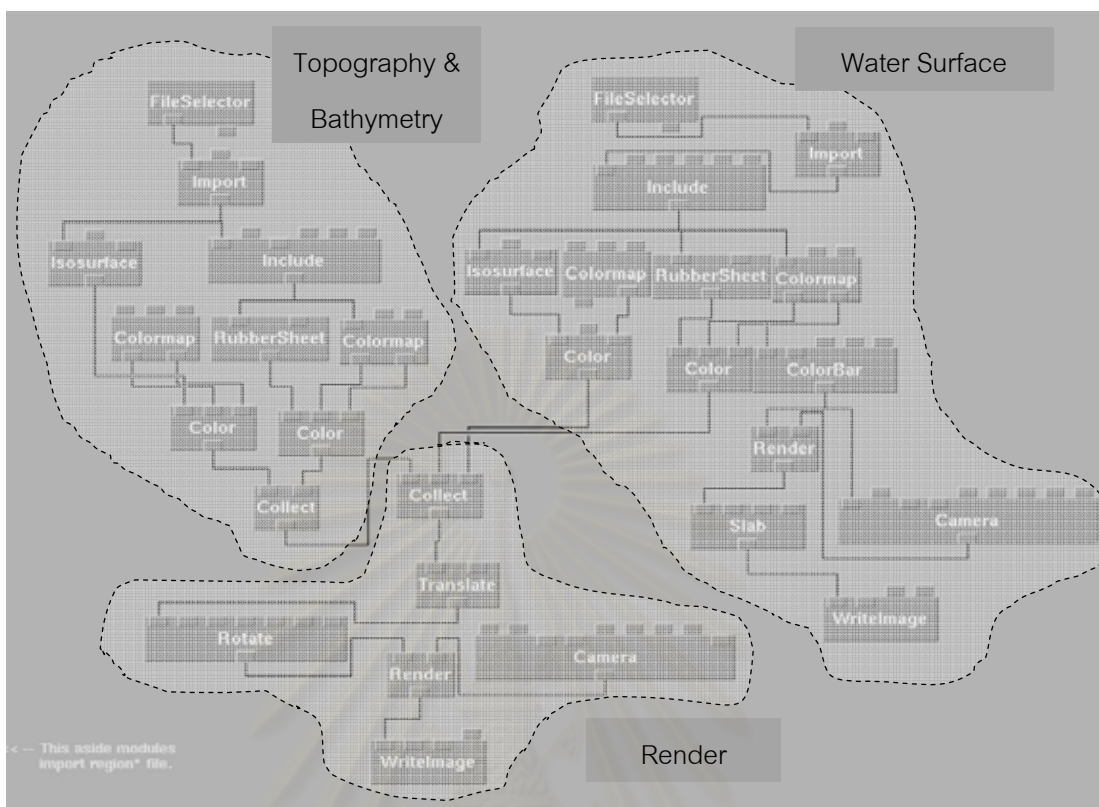 Topography &
Bathymetry
FileSelector
Import
Isosurface
Include
Colormap
RubberSheet
Colormap
Color
Color
Collect
Water Surface
FileSelector
Import
Include
Isosurface
Colormap
RubberSheet
Colormap
Color
Color
ColorBar
Render
Slab
Camera
WriteImage
Collect
Translate
Rotate
Render
Camera
WriteImage
Render
<< -- This aside modules
import region* file.